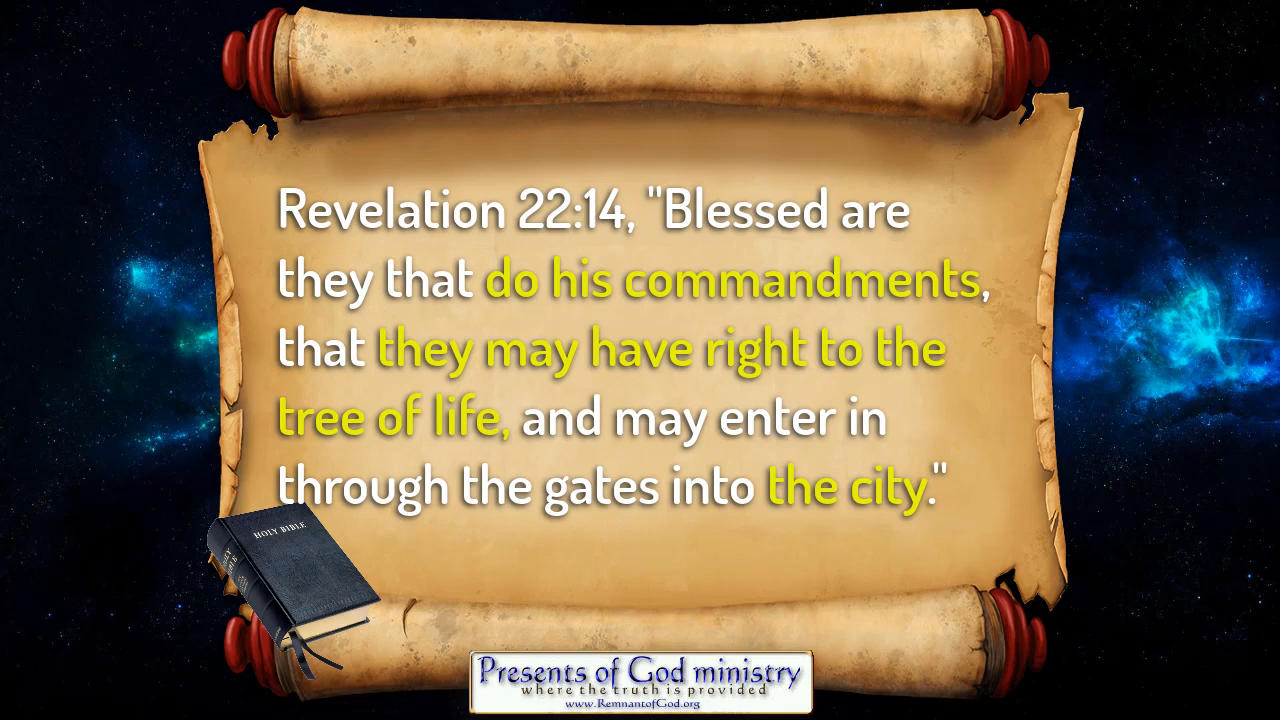 Revelation 22:14, "Blessed are
they that do his commandments,
that they may have right to the
tree of life, and may enter in
through the gates into the city."
HOLY BIBLE
HOLY
BIBLE
Presents of God ministry
where the truth is provided
www.RemnantofGod.org